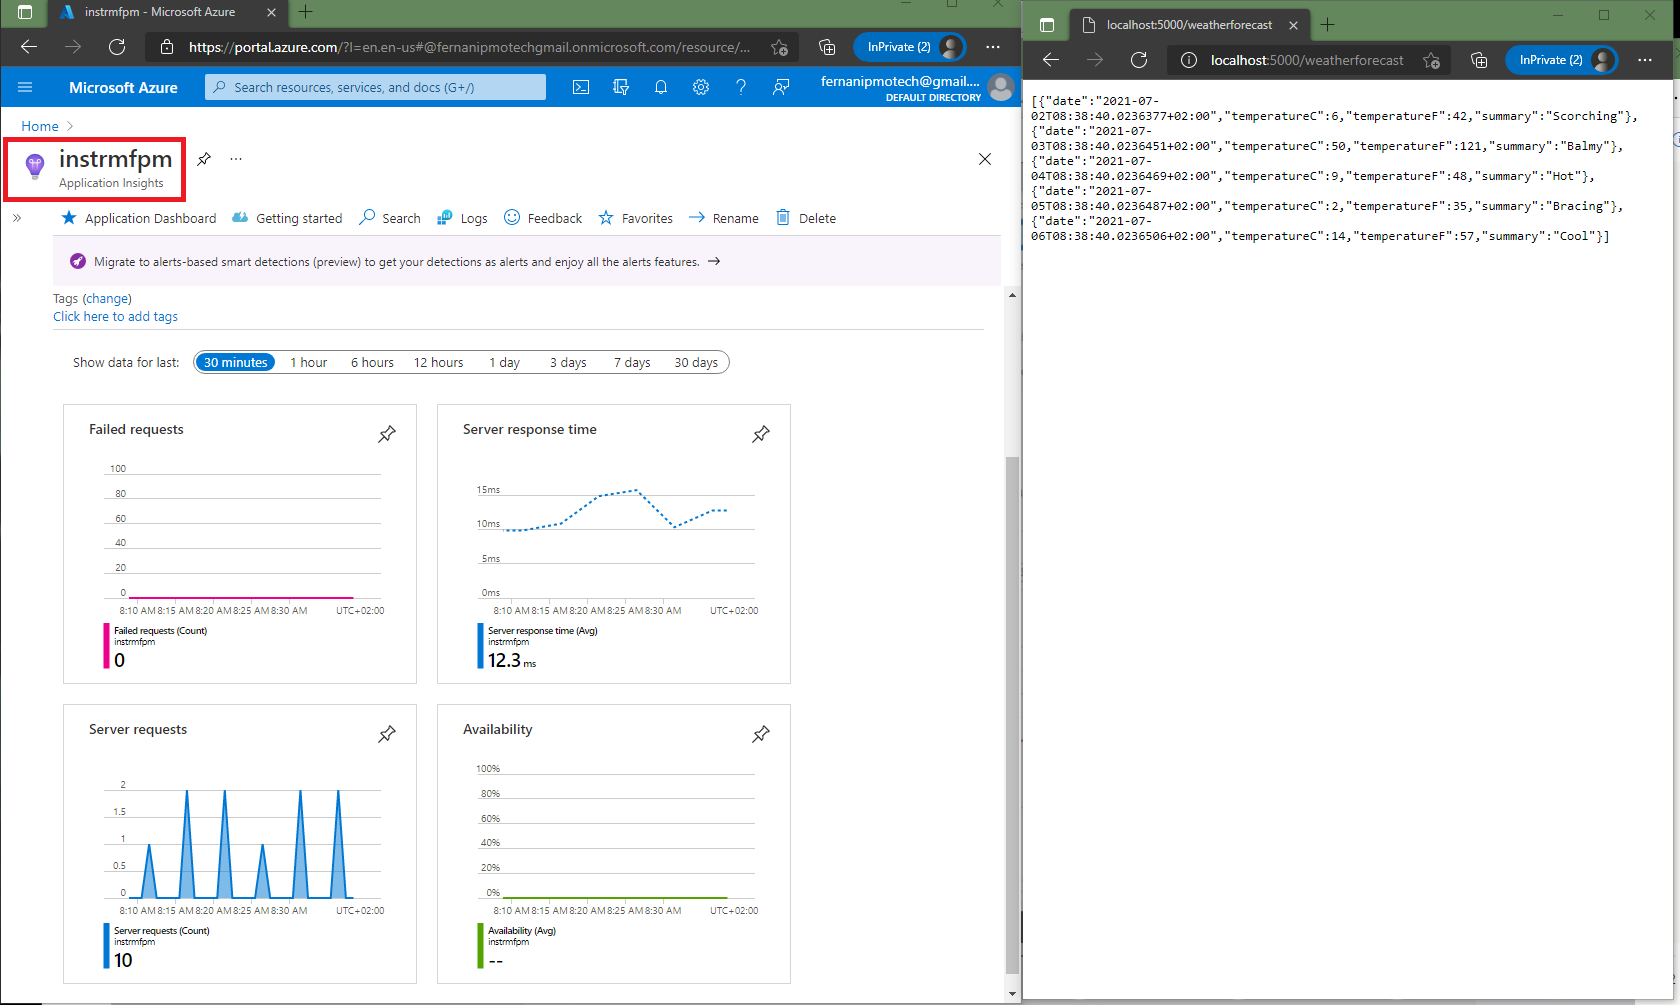 instrmfpm - Microsoft Azure
https://portal.azure.com/?l=en.en-us#@fernanipmotechgmail.onmicrosoft.com/resource/...
InPrivate (2)
Microsoft Azure
Search resources, services, and docs (G+/)
fernanipmotech@gmail....
DEFAULT DIRECTORY
Home
instrmfpm
Application Insights
Application Dashboard
Getting started
Search
Logs
Feedback
Favorites
Rename
Delete
Migrate to alerts-based smart detections (preview) to get your detections as alerts and enjoy all the alerts features.
Tags (change)
Click here to add tags
Show data for last:
30 minutes
1 hour
6 hours
12 hours
1 day
3 days
7 days
30 days
Failed requests
100
80
60
40
20
0
8:10 AM 8:15 AM 8:20 AM 8:25 AM 8:30 AM UTC+02:00
Failed requests (Count)
instrmfpm
0
Server response time
15ms
10ms
5ms
0ms
8:10 AM 8:15 AM 8:20 AM 8:25 AM 8:30 AM UTC+02:00
Server response time (Avg)
instrmfpm
12.3 ms
Server requests
2
1.5
1
0.5
0
8:10 AM 8:15 AM 8:20 AM 8:25 AM 8:30 AM UTC+02:00
Server requests (Count)
instrmfpm
10
Availability
100%
80%
60%
40%
20%
0%
8:10 AM 8:15 AM 8:20 AM 8:25 AM 8:30 AM UTC+02:00
Availability (Avg)
instrmfpm
--
localhost:5000/weatherforecast
localhost:5000/weatherforecast
InPrivate (2)
[{"date":"2021-07-
02T08:38:40.0236377+02:00","temperatureC":6,"temperatureF":42,"summary":"Scorching"},
{"date":"2021-07-
03T08:38:40.0236451+02:00","temperatureC":50,"temperatureF":121,"summary":"Balmy"},
{"date":"2021-07-
04T08:38:40.0236469+02:00","temperatureC":9,"temperatureF":48,"summary":"Hot"},
{"date":"2021-07-
05T08:38:40.0236487+02:00","temperatureC":2,"temperatureF":35,"summary":"Bracing"},
{"date":"2021-07-
06T08:38:40.0236506+02:00","temperatureC":14,"temperatureF":57,"summary":"Cool"}]